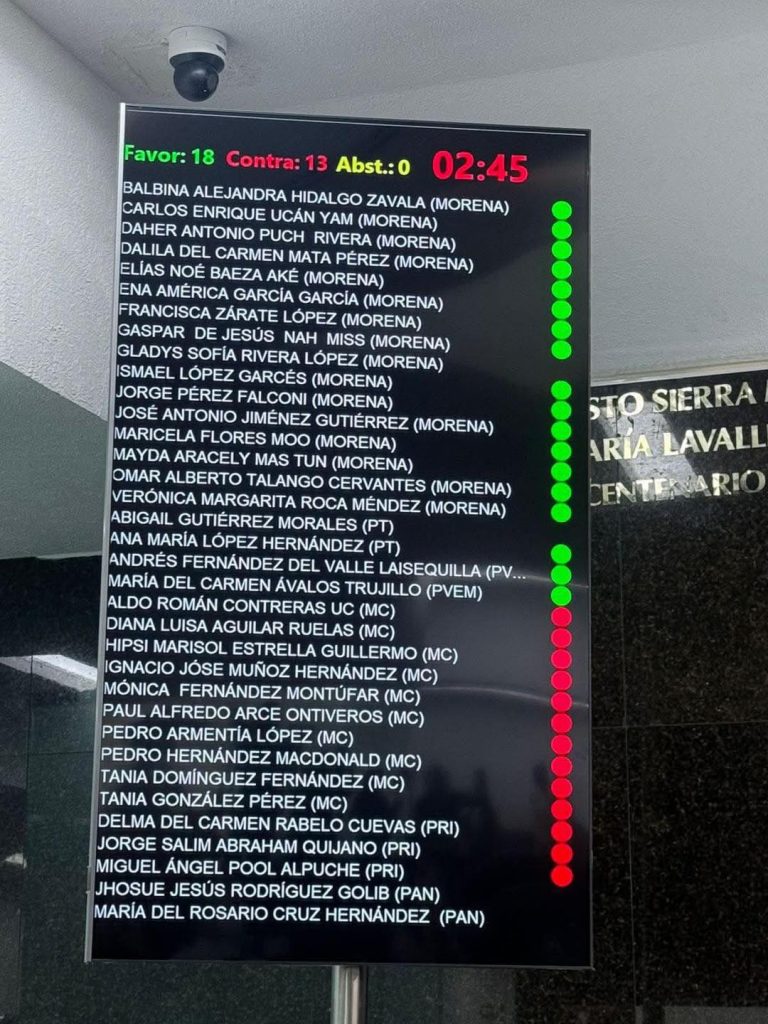 Favor: 18 Contra: 13 Abst.: 0 02:45
BALBINA ALEJANDRA HIDALGO ZAVALA (MORENA)
CARLOS ENRIQUE UCÁN YAM (MORENA)
DAHER ANTONIO PUCH RIVERA (MORENA)
DALILA DEL CARMEN MATA PÉREZ (MORENA)
ELÍAS NOÉ BAEZA AKÉ (MORENA)
ENA AMÉRICA GARCÍA GARCÍA (MORENA)
FRANCISCA ZÁRATE LÓPEZ (MORENA)
GASPAR DE JESÚS NAH MISS (MORENA)
GLADYS SOFÍA RIVERA LÓPEZ (MORENA)
ISMAEL LÓPEZ GARCÉS (MORENA)
JORGE PÉREZ FALCONI (MORENA)
JOSÉ ANTONIO JIMÉNEZ GUTIÉRREZ (MORENA)
MARICELA FLORES MOO (MORENA)
MAYDA ARACELY MAS TUN (MORENA)
OMAR ALBERTO TALANGO CERVANTES (MORENA)
VERÓNICA MARGARITA ROCA MÉNDEZ (MORENA)
ABIGAIL GUTIÉRREZ MORALES (PT)
ANA MARÍA LÓPEZ HERNÁNDEZ (PT)
ANDRÉS FERNÁNDEZ DEL VALLE LAISEQUILLA (PV...
MARÍA DEL CARMEN ÁVALOS TRUJILLO (PVEM)
ALDO ROMÁN CONTRERAS UC (MC)
DIANA LUISA AGUILAR RUELAS (MC)
HIPSI MARISOL ESTRELLA GUILLERMO (MC)
IGNACIO JÓSE MUÑOZ HERNÁNDEZ (MC)
MÓNICA FERNÁNDEZ MONTÚFAR (MC)
PAUL ALFREDO ARCE ONTIVEROS (MC)
PEDRO ARMENTÍA LÓPEZ (MC)
PEDRO HERNÁNDEZ MACDONALD (MC)
TANIA DOMÍNGUEZ FERNÁNDEZ (MC)
TANIA GONZÁLEZ PÉREZ (MC)
DELMA DEL CARMEN RABELO CUEVAS (PRI)
JORGE SALIM ABRAHAM QUIJANO (PRI)
MIGUEL ÁNGEL POOL ALPUCHE (PRI)
JHOSUE JESÚS RODRÍGUEZ GOLIB (PAN)
MARÍA DEL ROSARIO CRUZ HERNÁNDEZ (PAN)
STO SIERRA
ARÍA LAVALL
CENTENARIO